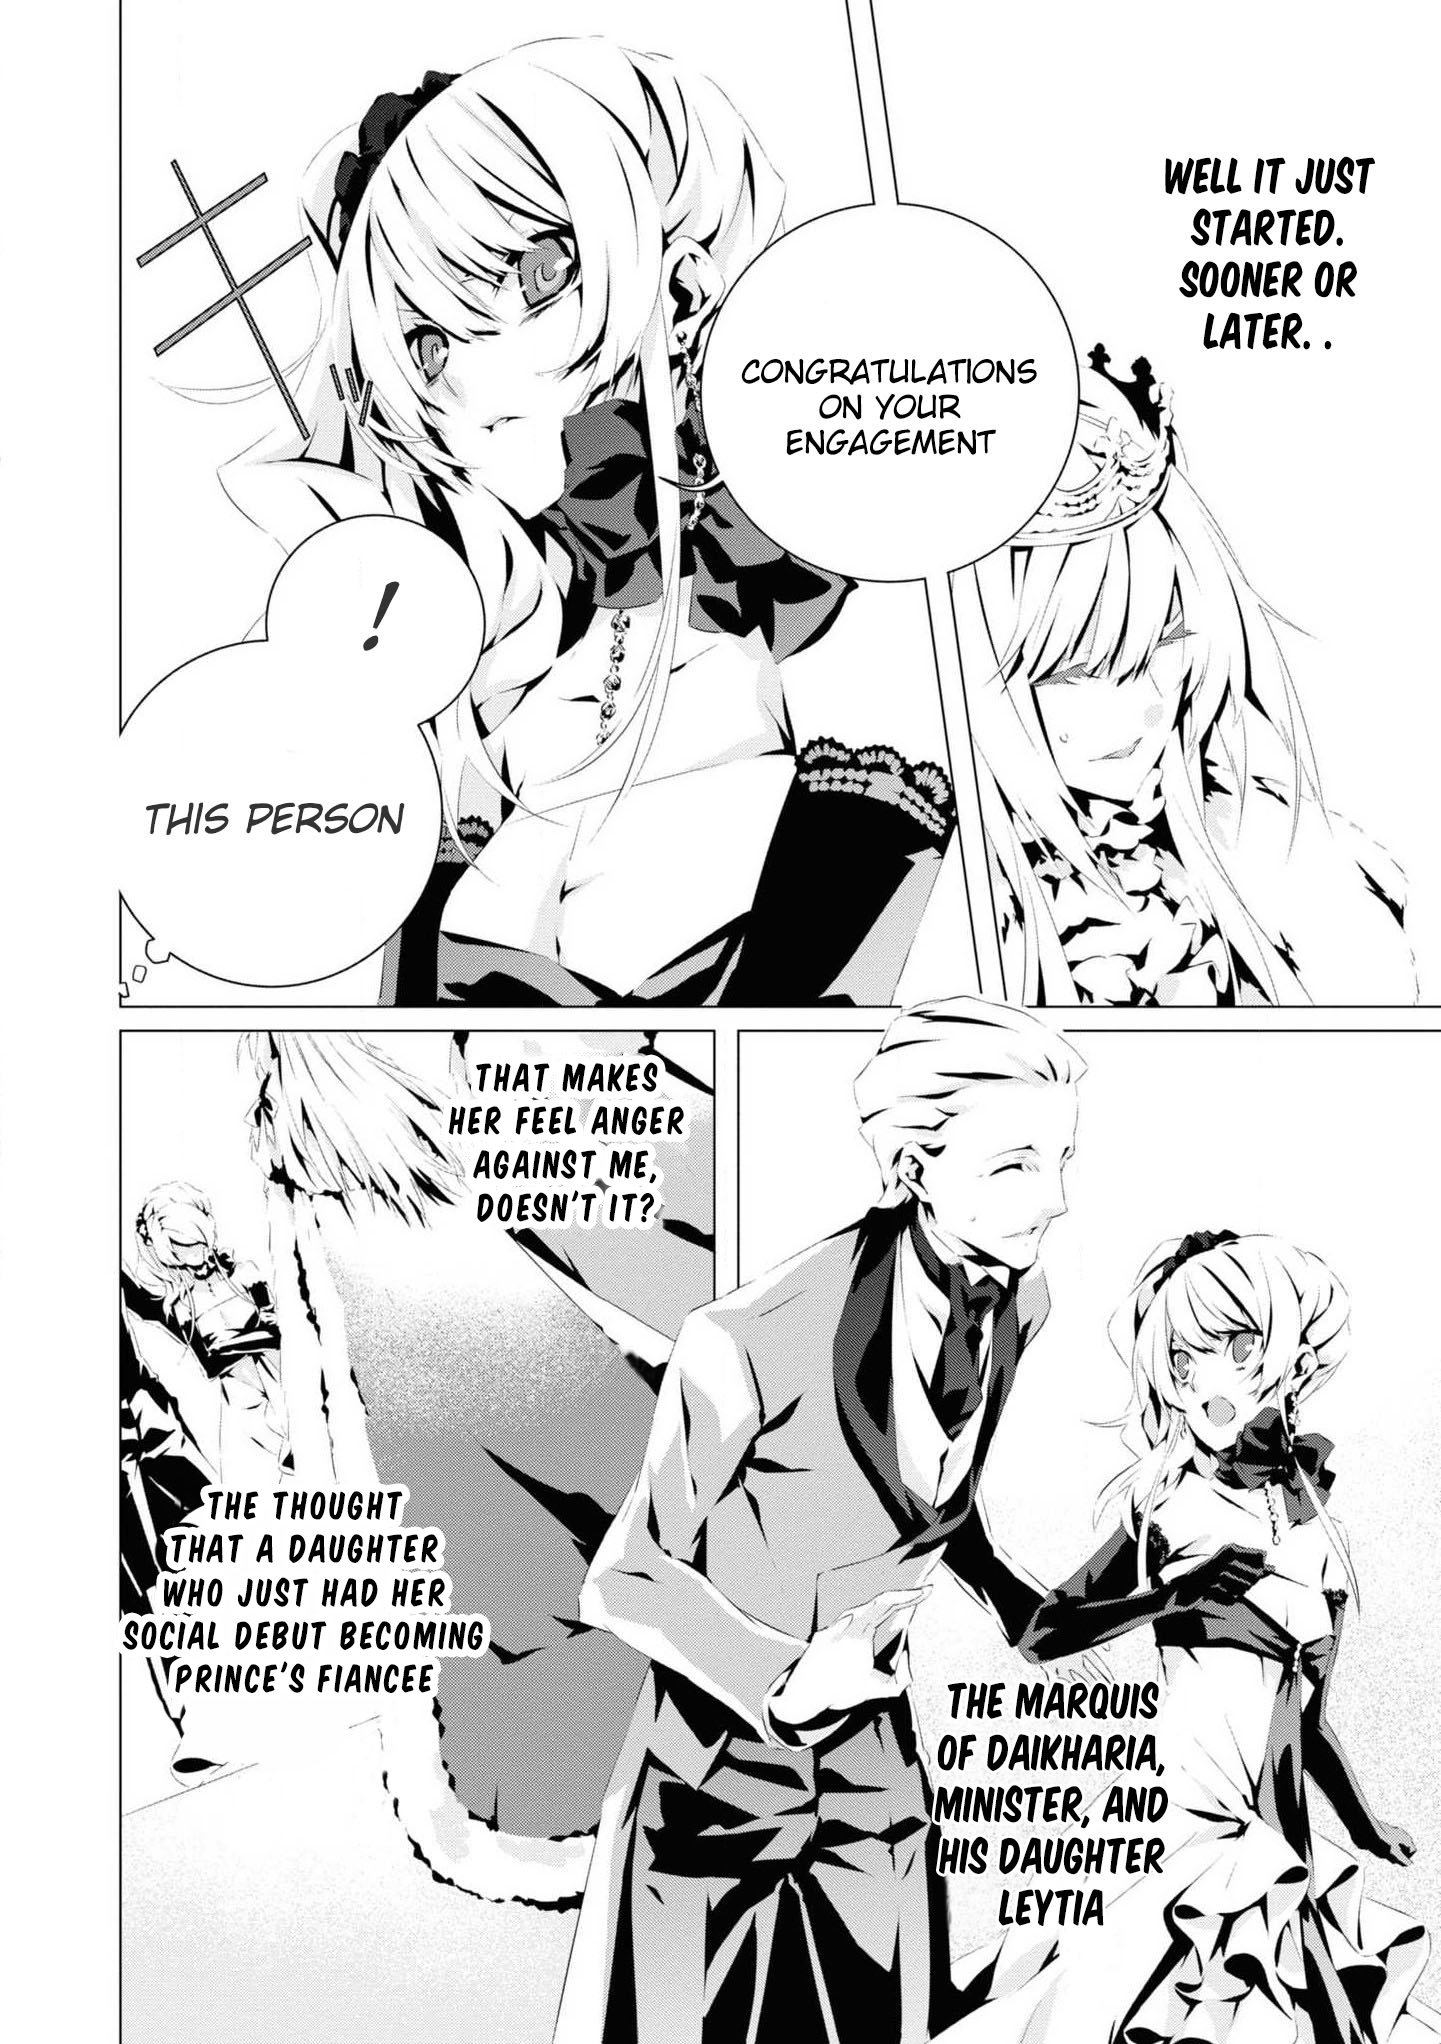 WELL IT JUST
STARTED.
SOONER OR
LATER. .
CONGRATULATIONS
ON YOUR
ENGAGEMENT
キッ
!
THIS PERSON
THE MARQUIS
OF DAIKHARIA,
MINISTER, AND
HIS DAUGHTER
LEYTIA
THAT MAKES
HER FEEL ANGER
AGAINST ME,
DOESN'T IT?
THE THOUGHT
THAT A DAUGHTER
WHO JUST HAD HER
SOCIAL DEBUT BECOMING
PRINCE'S FIANCEE